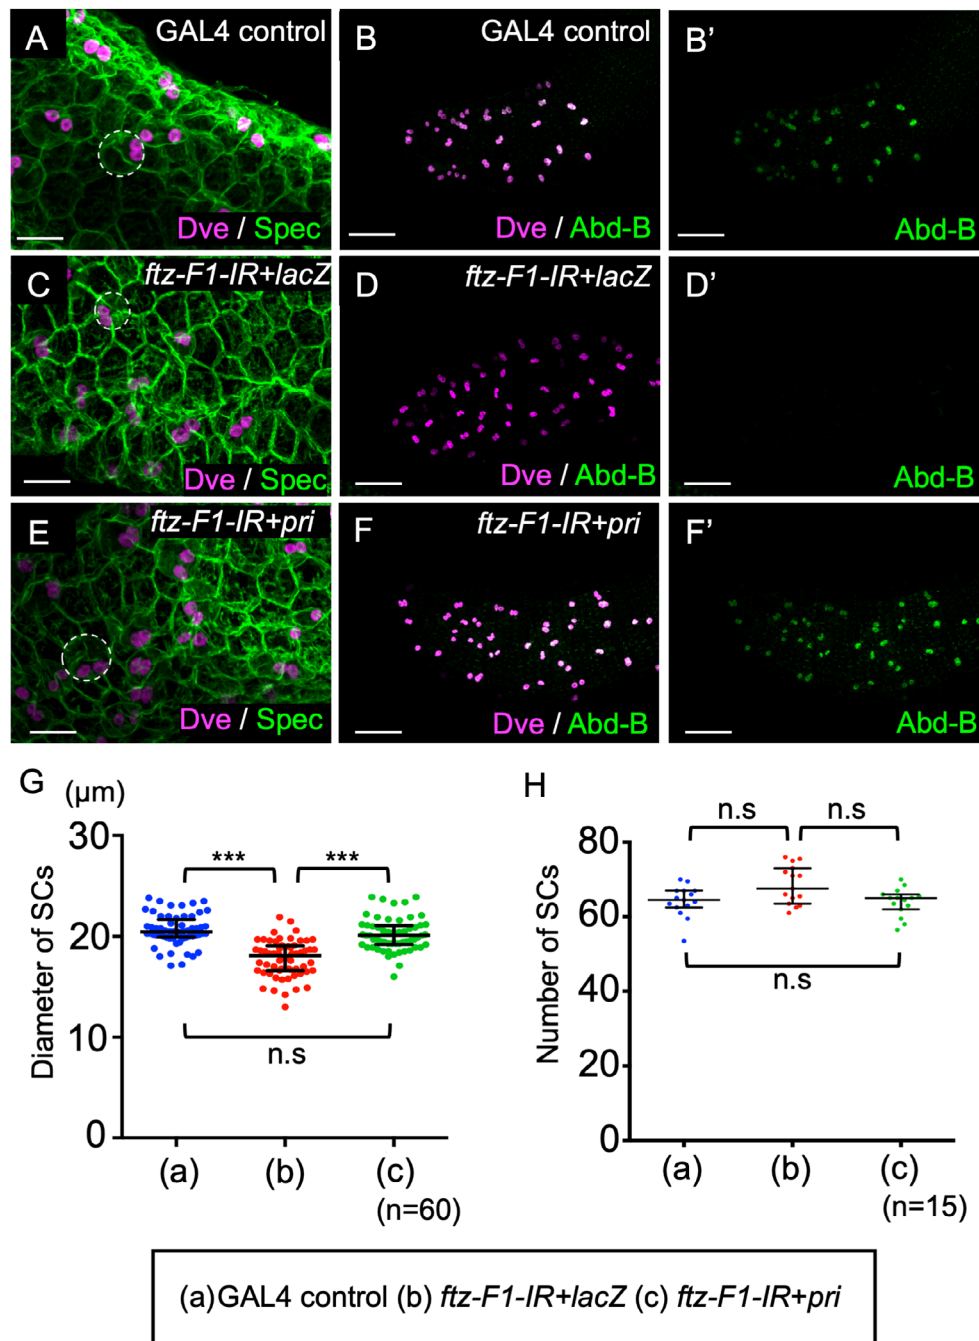 A GAL4 control
Dve / Spec
B GAL4 control
Dve / Abd-B
B'
Abd-B
C ftz-F1-IR+lacZ
Dve / Spec
D ftz-F1-IR+lacZ
Dve / Abd-B
D'
Abd-B
E ftz-F1-IR+pri
Dve / Spec
F ftz-F1-IR+pri
Dve / Abd-B
F'
Abd-B
G (μm)
Diameter of SCs
30
20
10
0
*** ***
n.s
(a) (b) (c)
(n=60)
H
Number of SCs
80
60
40
20
0
n.s n.s
n.s
(a) (b) (c)
(n=15)
(a)GAL4 control (b) ftz-F1-IR+lacZ (c) ftz-F1-IR+pri